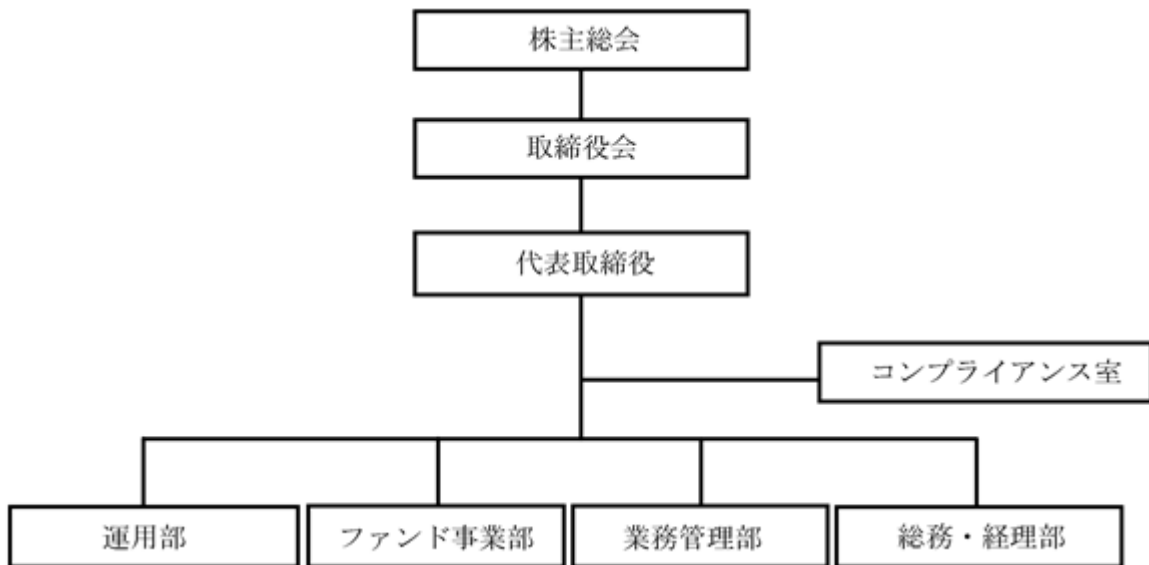 株主総会
取締役会
代表取締役
コンプライアンス室
運用部
ファンド事業部
業務管理部
総務・経理部